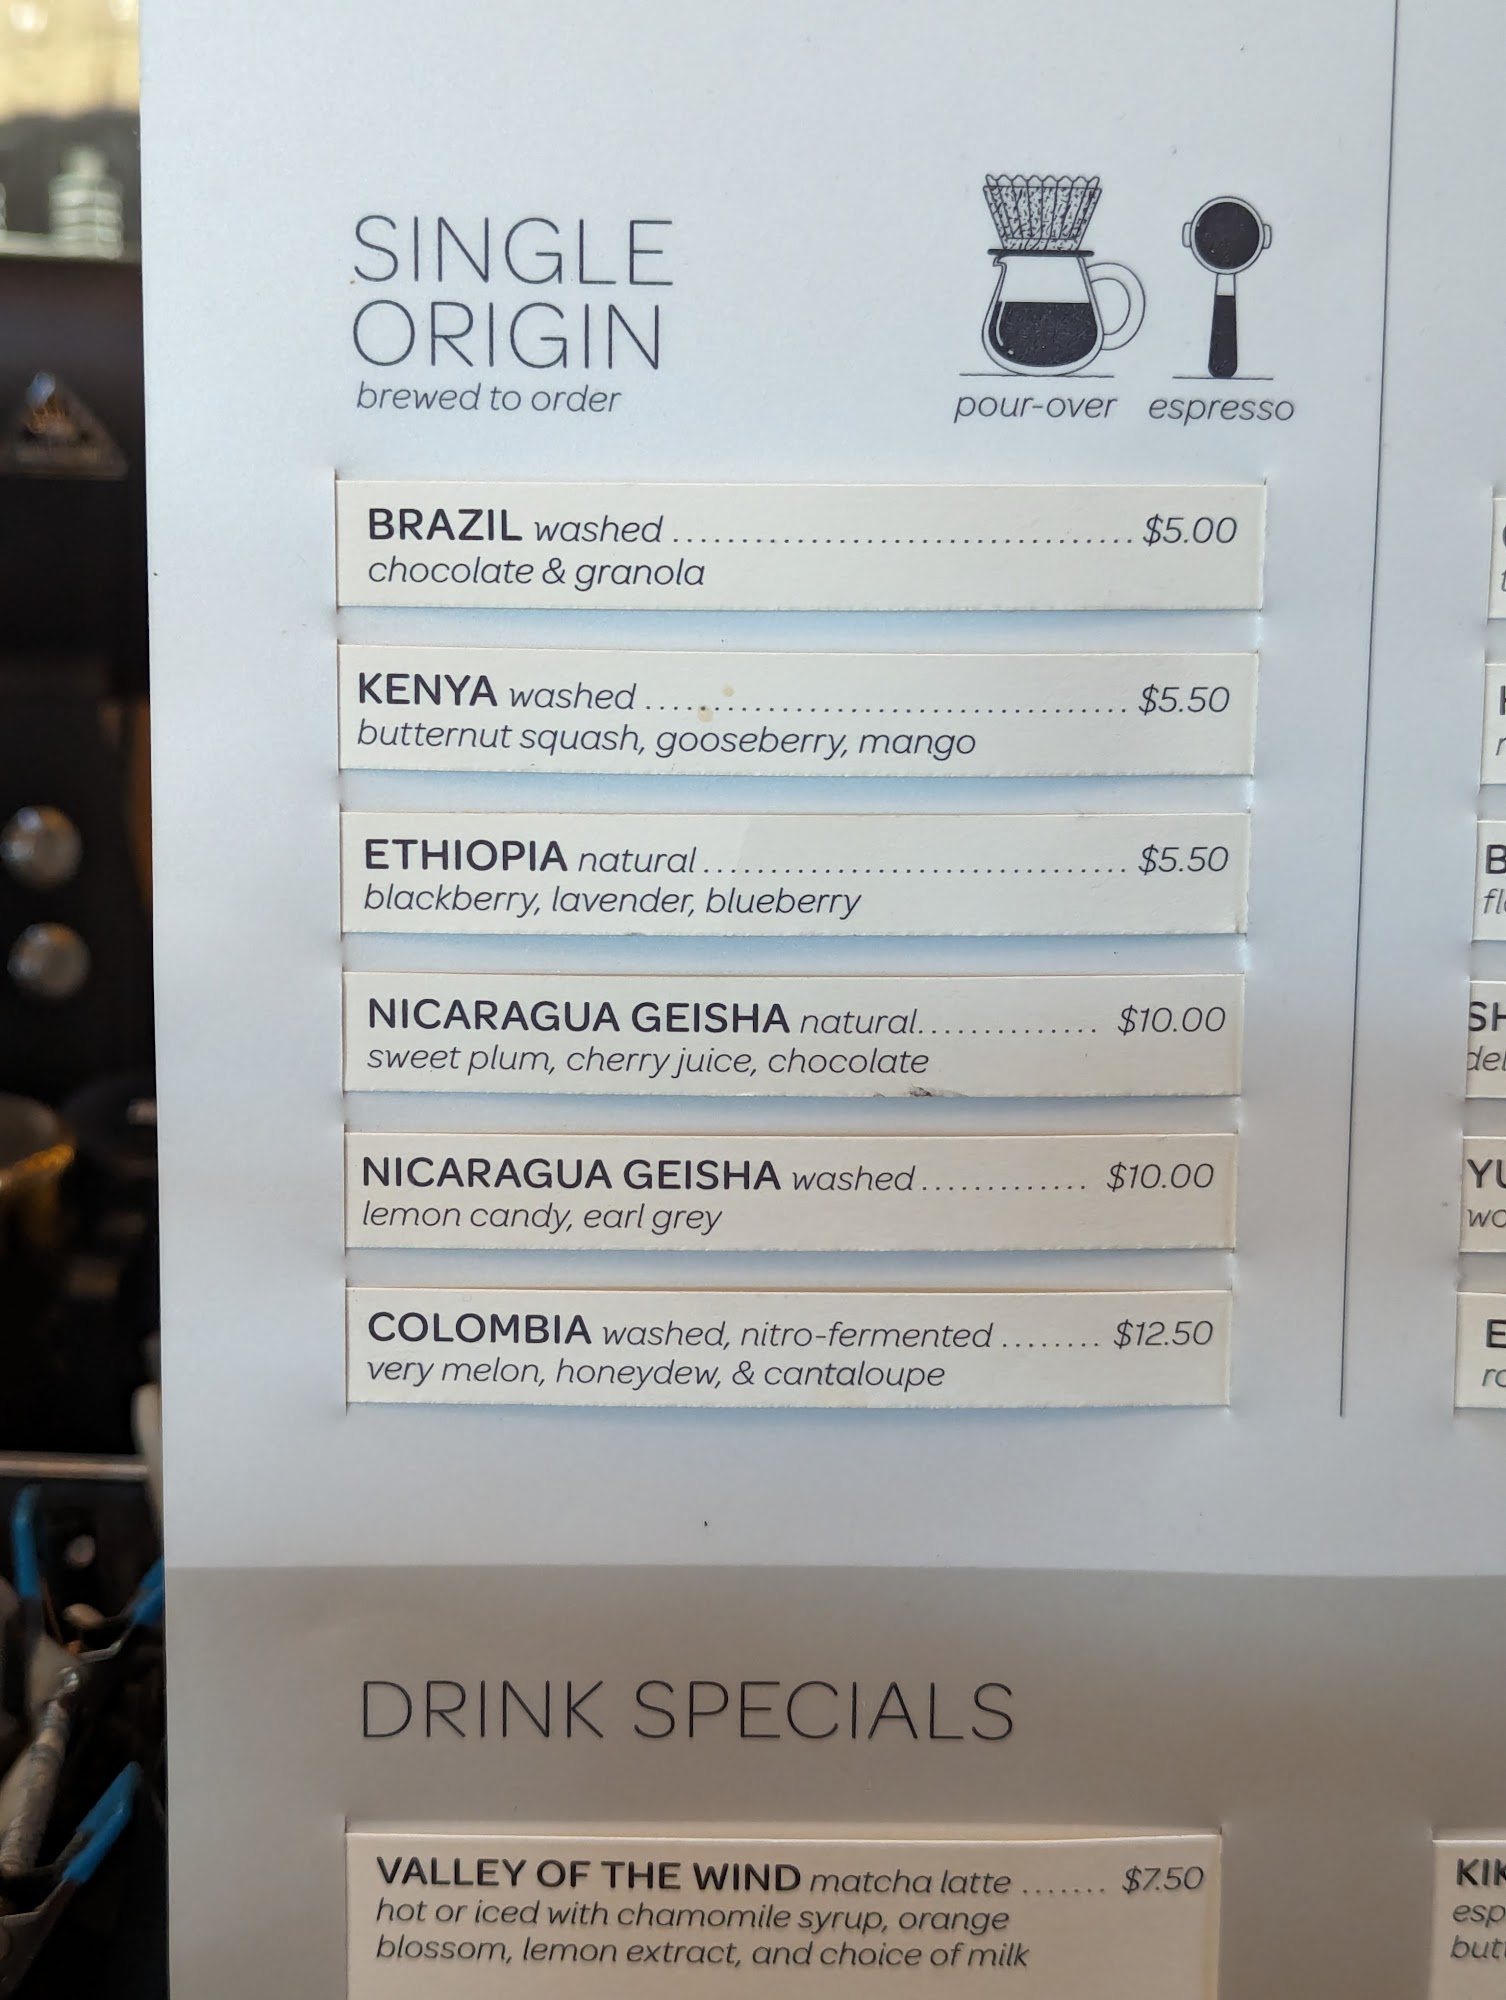 SINGLE
ORIGIN
brewed to order
pour-over espresso
BRAZIL washed .................................. $5.00
chocolate & granola
KENYA washed .................................... $5.50
butternut squash, gooseberry, mango
ETHIOPIA natural ............................... $5.50
blackberry, lavender, blueberry
NICARAGUA GEISHA natural.............. $10.00
sweet plum, cherry juice, chocolate
NICARAGUA GEISHA washed............. $10.00
lemon candy, earl grey
COLOMBIA washed, nitro-fermented ........ $12.50
very melon, honeydew, & cantaloupe
DRINK SPECIALS
VALLEY OF THE WIND matcha latte ....... $7.50
hot or iced with chamomile syrup, orange
blossom, lemon extract, and choice of milk